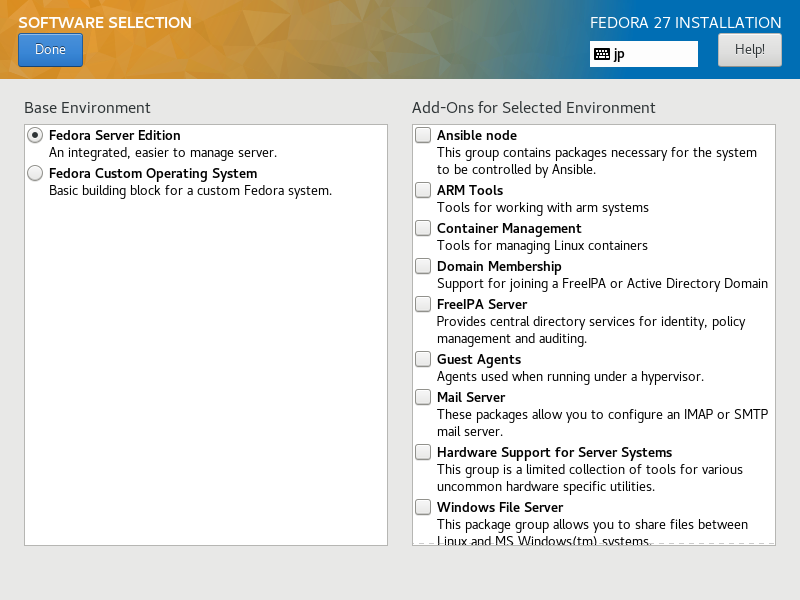 SOFTWARE SELECTION
FEDORA 27 INSTALLATION
Done
jp
Help!
Base Environment
Fedora Server Edition
An integrated, easier to manage server.
Fedora Custom Operating System
Basic building block for a custom Fedora system.
Add-Ons for Selected Environment
Ansible node
This group contains packages necessary for the system
to be controlled by Ansible.
ARM Tools
Tools for working with arm systems
Container Management
Tools for managing Linux containers
Domain Membership
Support for joining a FreeIPA or Active Directory Domain
FreeIPA Server
Provides central directory services for identity, policy
management and auditing.
Guest Agents
Agents used when running under a hypervisor.
Mail Server
These packages allow you to configure an IMAP or SMTP
mail server.
Hardware Support for Server Systems
This group is a limited collection of tools for various
uncommon hardware specific utilities.
Windows File Server
This package group allows you to share files between
Linux and MS Windows(tm) systems.